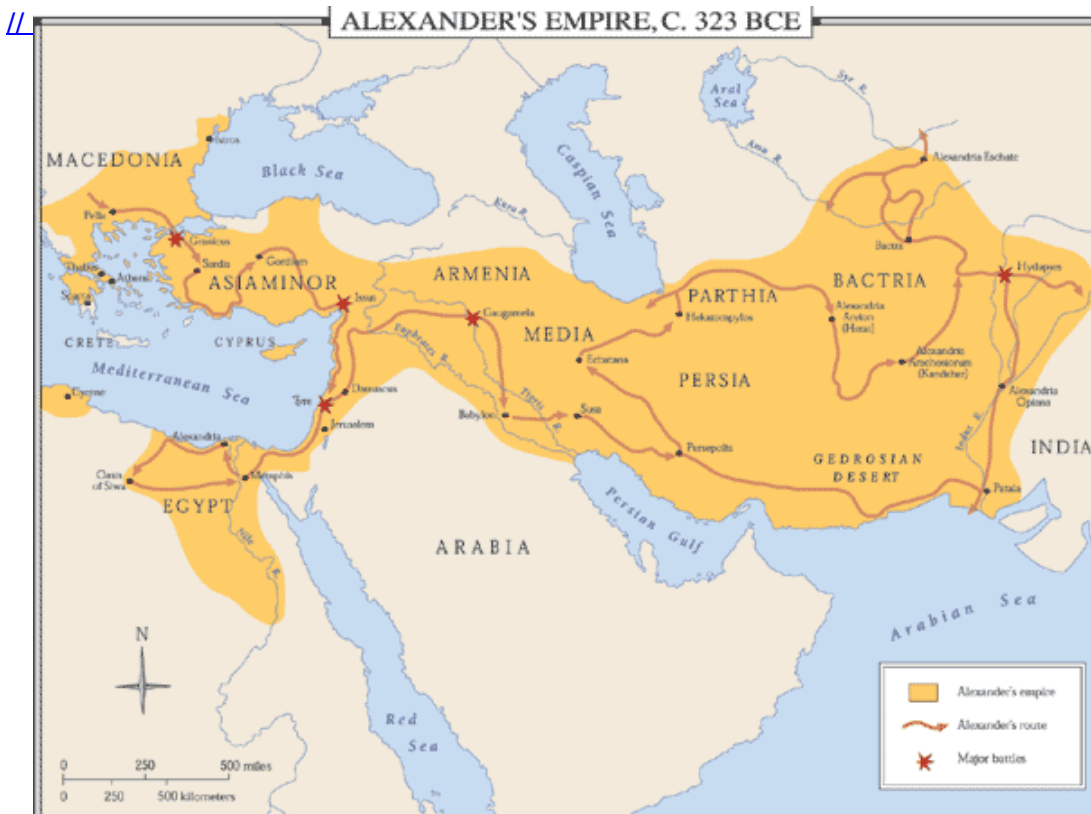 //
ALEXANDER'S EMPIRE, C. 323 BCE
Aral
Sea
Syr R.
Amu R.
Alexandria Eschate
MACEDONIA
Istros
Black Sea
Caspian Sea
Kura R.
Pella
Granicus
Bactra
Hydaspes
Thebes
Athens
Sparta
Sardis
Gordium
ASIAMINOR
Issus
ARMENIA
PARTHIA
BACTRIA
Hekatompylos
Gaugamela
MEDIA
Alexandria
Areion
(Herat)
CRETE
CYPRUS
Euphrates R.
Ecbatana
Alexandria
Arachosiorum
(Kandahar)
Mediterranean Sea
PERSIA
Cyrene
Tyre
Damascus
Jerusalem
Tigris
R.
Babylon
Susa
Alexandria
Opiana
Indus R.
Alexandria
Persepolis
INDIA
Oasis
of Siwa
Memphis
GEDROSIAN
DESERT
Patala
EGYPT
Nile
R.
Persian Gulf
ARABIA
Arabian Sea
N
Red
Sea
Alexander's empire
Alexander's route
Major battles
0 250 500 miles
0 250 500 kilometers